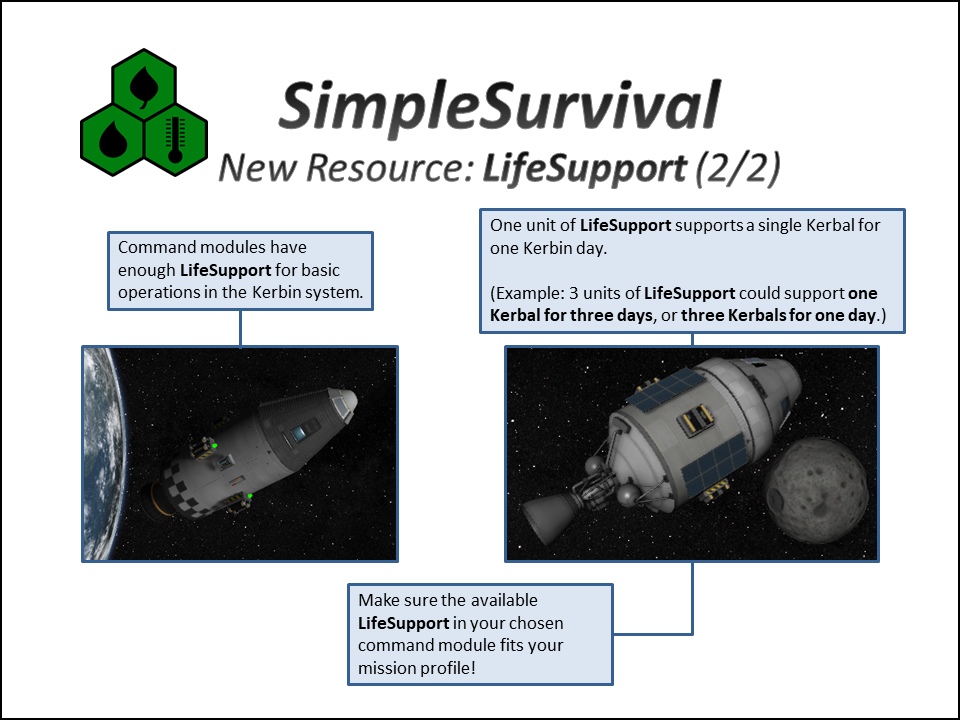 SimpleSurvival
New Resource: LifeSupport (2/2)
Command modules have
enough LifeSupport for basic
operations in the Kerbin system.
One unit of LifeSupport supports a single Kerbal for
one Kerbin day.
(Example: 3 units of LifeSupport could support one
Kerbal for three days, or three Kerbals for one day.)
Make sure the available
LifeSupport in your chosen
command module fits your
mission profile!